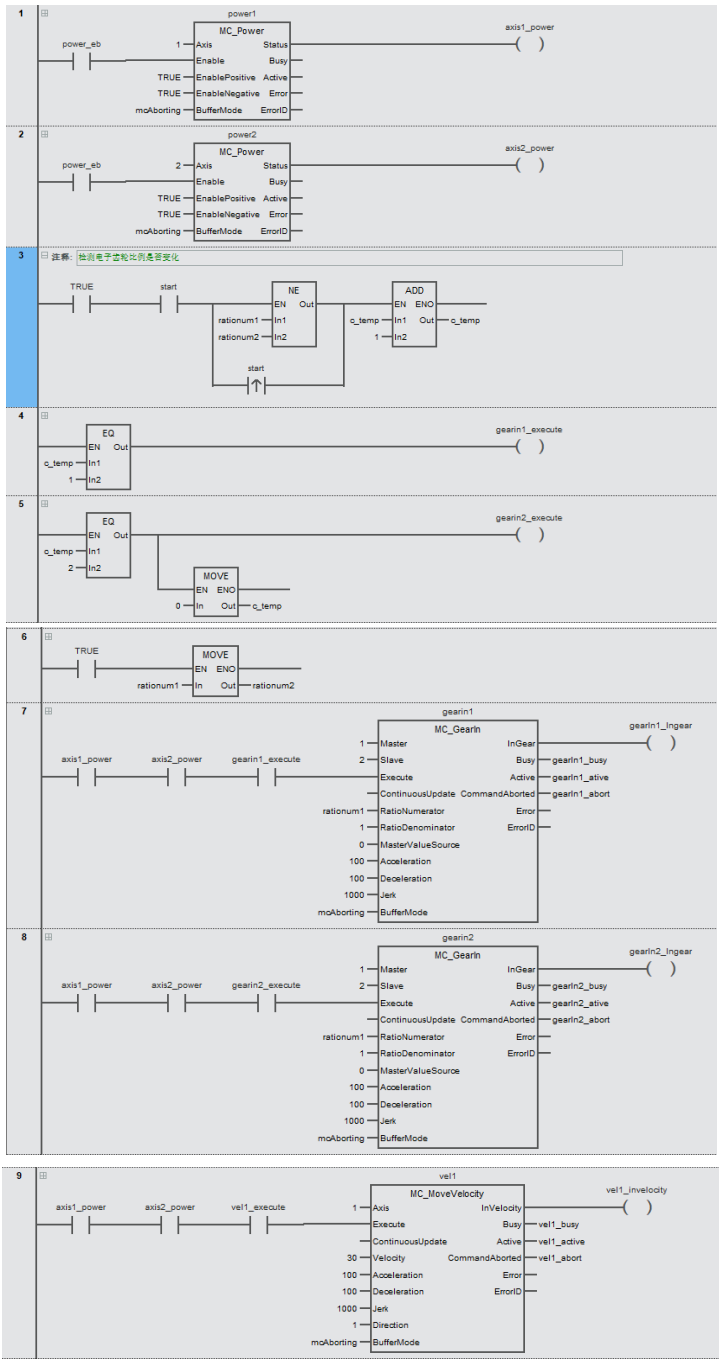 1
power1
MC_Power
axis1_power
power_eb
1 Axis Status
Enable Busy
TRUE EnablePositive Active
TRUE EnableNegative Error
mcAborting BufferMode ErrorID
2
power2
MC_Power
axis2_power
power_eb
2 Axis Status
Enable Busy
TRUE EnablePositive Active
TRUE EnableNegative Error
mcAborting BufferMode ErrorID
3 注释: 检测电子齿轮比例是否变化
TRUE start NE ADD
EN Out EN ENO
rationum1 In1 c_temp In1 Out c_temp
rationum2 In2 1 In2
start
4
EQ
gearin1_execute
EN Out
c_temp In1
1 In2
5
EQ
gearin2_execute
EN Out
c_temp In1
2 In2
MOVE
EN ENO
0 In Out c_temp
6
TRUE
MOVE
EN ENO
rationum1 In Out rationum2
7
gearin1
MC_GearIn
gearIn1_Ingear
1 Master InGear
axis1_power axis2_power gearin1_execute 2 Slave Busy gearIn1_busy
Execute Active gearIn1_ative
ContinuousUpdate CommandAborted gearIn1_abort
rationum1 RatioNumerator Error
1 RatioDenominator ErrorID
0 MasterValueSource
100 Acceleration
100 Deceleration
1000 Jerk
mcAborting BufferMode
8
gearin2
MC_GearIn
gearIn2_Ingear
1 Master InGear
axis1_power axis2_power gearin2_execute 2 Slave Busy gearIn2_busy
Execute Active gearIn2_ative
ContinuousUpdate CommandAborted gearIn2_abort
rationum1 RatioNumerator Error
1 RatioDenominator ErrorID
0 MasterValueSource
100 Acceleration
100 Deceleration
1000 Jerk
mcAborting BufferMode
9
vel1
MC_MoveVelocity
vel1_invelocity
axis1_power axis2_power vel1_execute 1 Axis InVelocity
Execute Busy vel1_busy
ContinuousUpdate Active vel1_active
30 Velocity CommandAborted vel1_abort
100 Acceleration Error
100 Deceleration ErrorID
1000 Jerk
1 Direction
mcAborting BufferMode